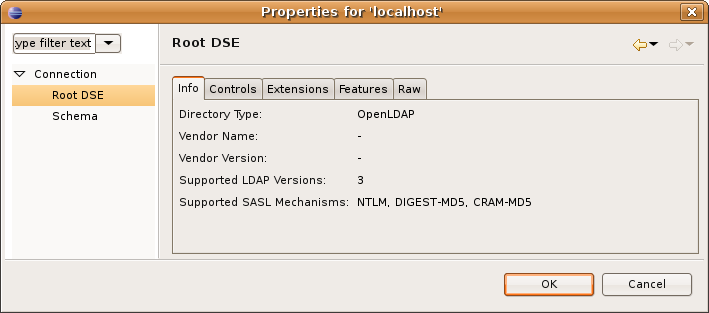 Properties for 'localhost'
ype filter text
Root DSE
Connection
Root DSE
Schema
Info Controls Extensions Features Raw
Directory Type: OpenLDAP
Vendor Name: -
Vendor Version: -
Supported LDAP Versions: 3
Supported SASL Mechanisms: NTLM, DIGEST-MD5, CRAM-MD5
OK Cancel